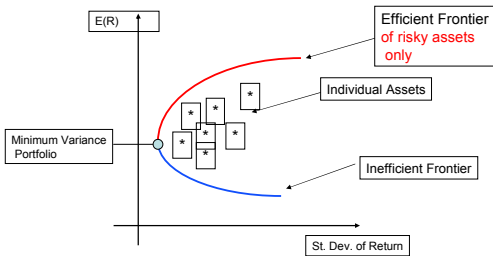 E(R)
Efficient Frontier
of risky assets
only
Individual Assets
*
*
*
*
*
*
*
Minimum Variance
Portfolio
Inefficient Frontier
St. Dev. of Return